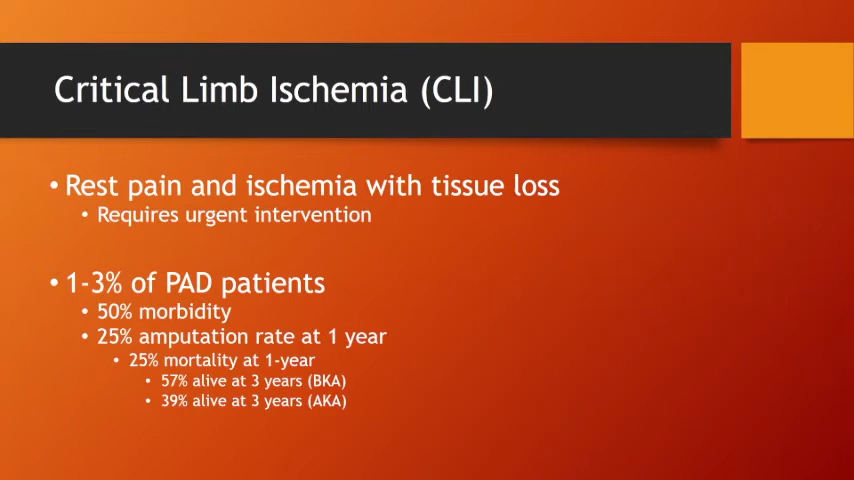 Critical Limb Ischemia (CLI)
• Rest pain and ischemia with tissue loss
• Requires urgent intervention
• 1-3% of PAD patients
• 50% morbidity
• 25% amputation rate at 1 year
• 25% mortality at 1-year
• 57% alive at 3 years (BKA)
• 39% alive at 3 years (AKA)